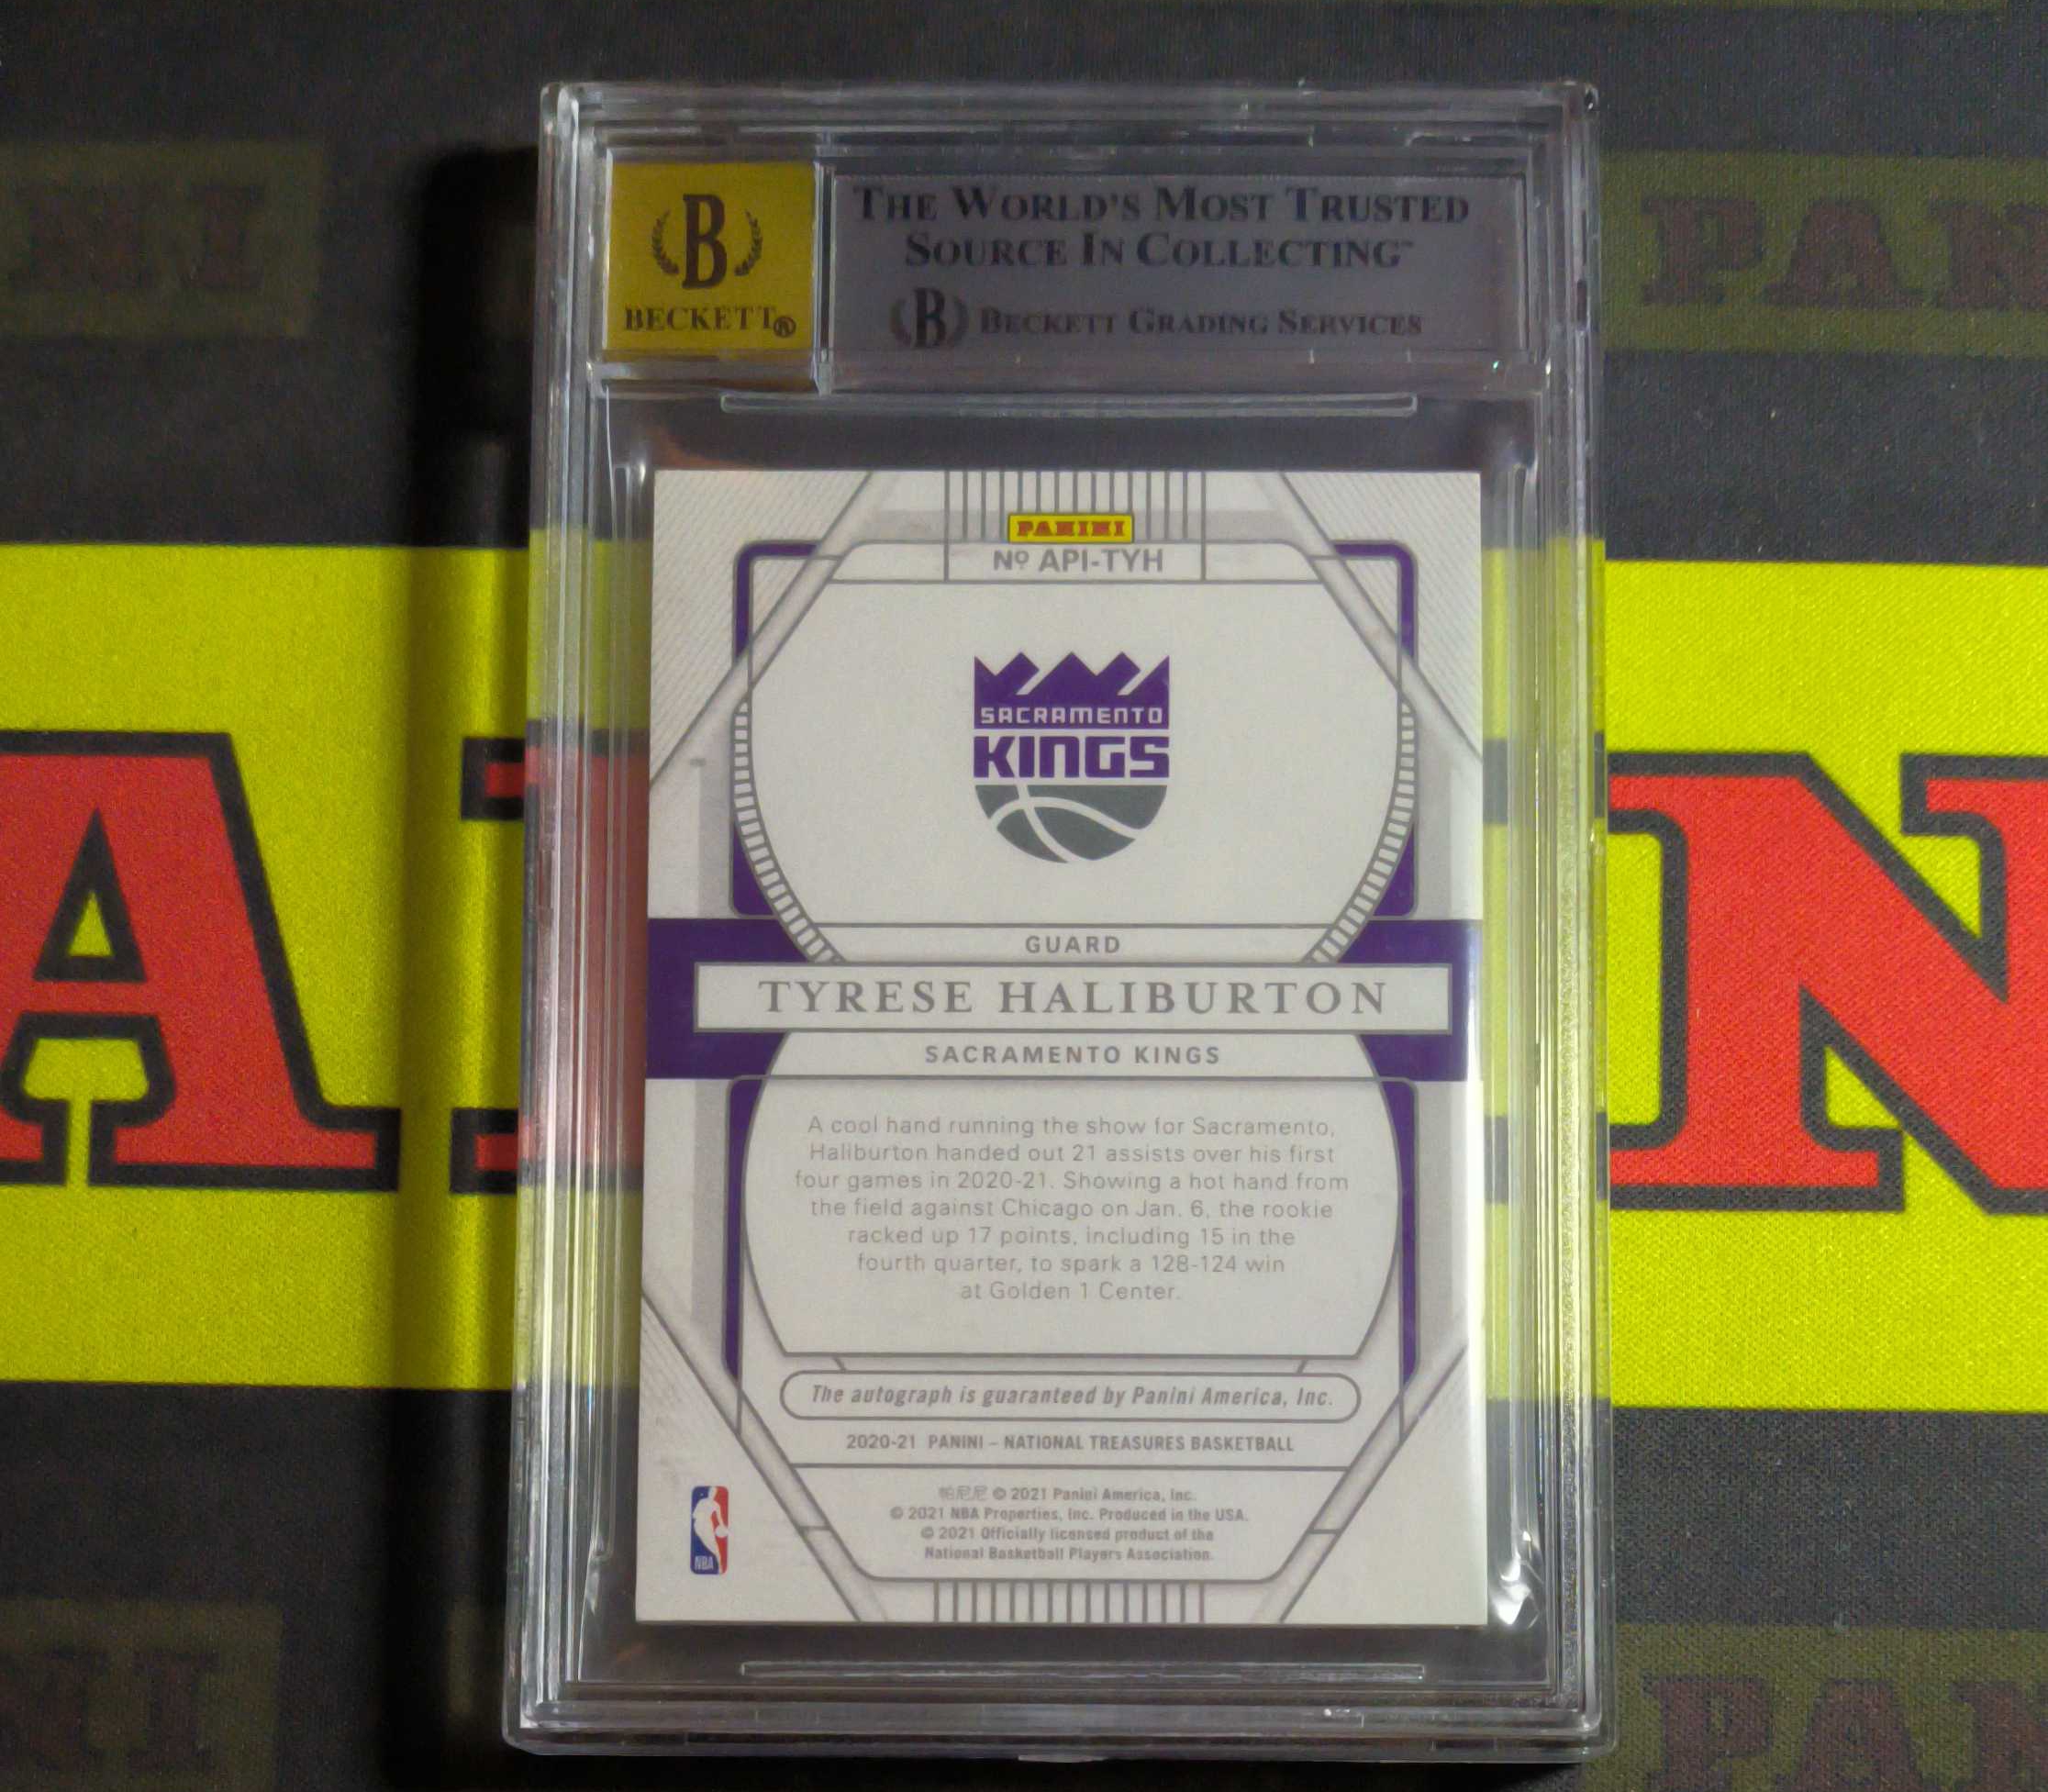 B
BECKETT®
THE WORLD'S MOST TRUSTED
SOURCE IN COLLECTING™
B BECKETT GRADING SERVICES
PANINI
Nº API-TYH
SACRAMENTO
KINGS
GUARD
TYRESE HALIBURTON
SACRAMENTO KINGS
A cool hand running the show for Sacramento,
Haliburton handed out 21 assists over his first
four games in 2020-21. Showing a hot hand from
the field against Chicago on Jan. 6, the rookie
racked up 17 points, including 15 in the
fourth quarter, to spark a 128-124 win
at Golden 1 Center.
The autograph is guaranteed by Panini America, Inc.
2020-21 PANINI – NATIONAL TREASURES BASKETBALL
帕尼尼 © 2021 Panini America, Inc.
© 2021 NBA Properties, Inc. Produced in the USA.
© 2021 Officially licensed product of the
National Basketball Players Association.
NBA